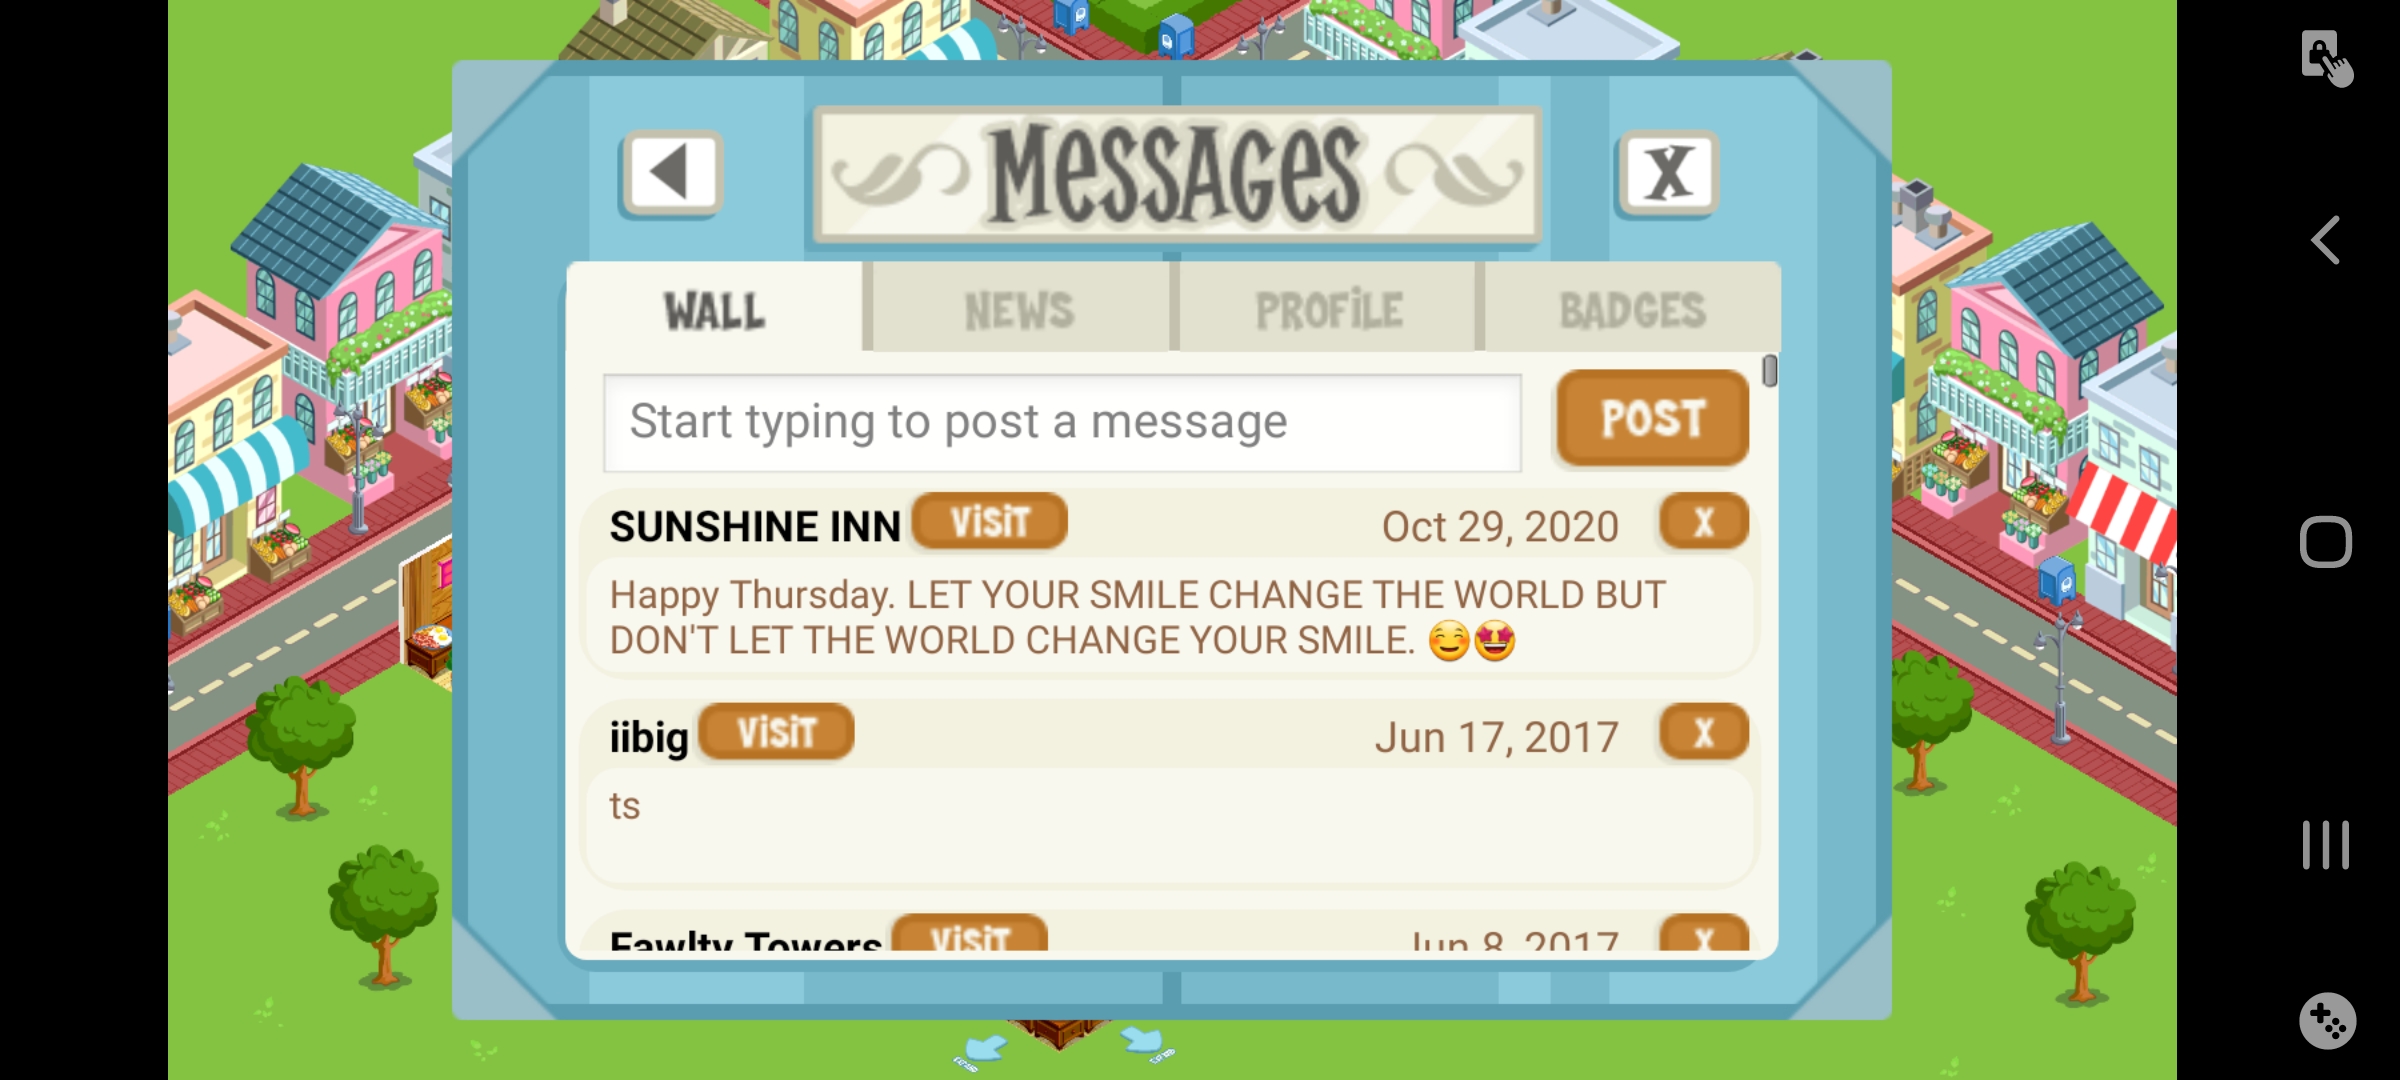 MESSAGES
X
WALL
NEWS
PROFILE
BADGES
Start typing to post a message
POST
SUNSHINE INN
VISIT
Oct 29, 2020
X
Happy Thursday. LET YOUR SMILE CHANGE THE WORLD BUT
DON'T LET THE WORLD CHANGE YOUR SMILE. 😊🤩
iibig
VISIT
Jun 17, 2017
X
ts
Fawlty Towers
VISIT
Jun 8, 2017
X